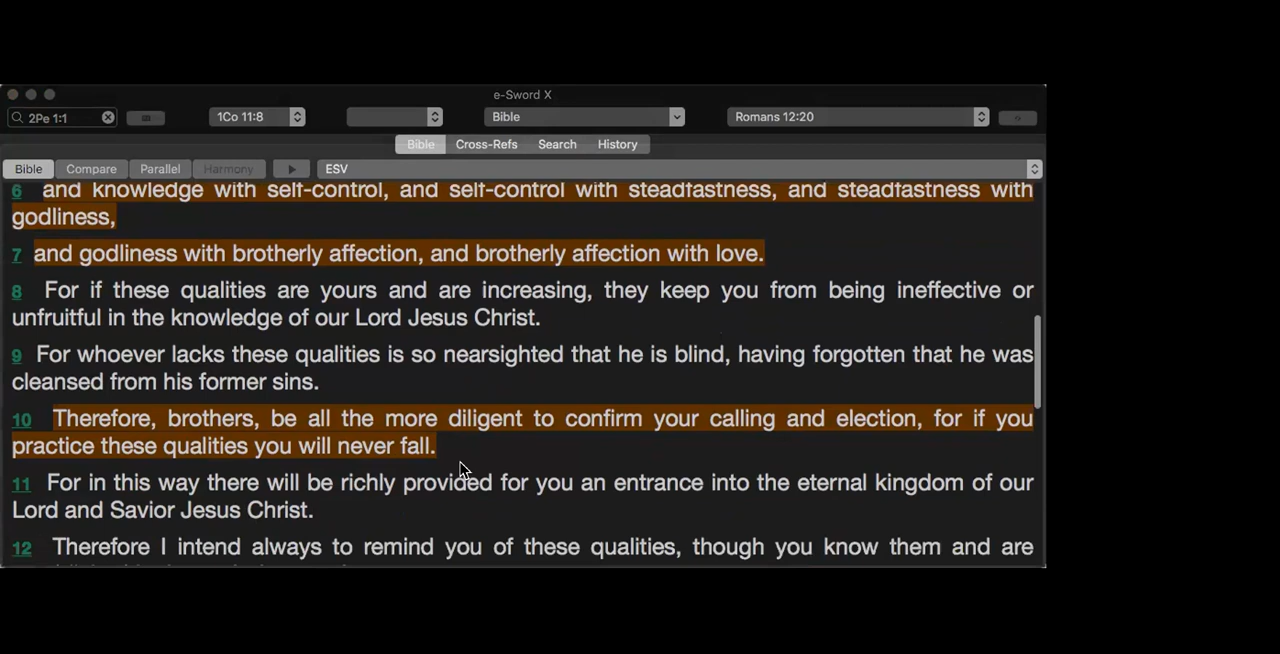 e-Sword X
2Pe 1:1
1Co 11:8
Bible
Romans 12:20
Bible Cross-Refs Search History
Bible Compare Parallel Harmony ESV
6 and knowledge with self-control, and self-control with steadfastness, and steadfastness with
godliness,
7 and godliness with brotherly affection, and brotherly affection with love.
8 For if these qualities are yours and are increasing, they keep you from being ineffective or
unfruitful in the knowledge of our Lord Jesus Christ.
9 For whoever lacks these qualities is so nearsighted that he is blind, having forgotten that he was
cleansed from his former sins.
10 Therefore, brothers, be all the more diligent to confirm your calling and election, for if you
practice these qualities you will never fall.
11 For in this way there will be richly provided for you an entrance into the eternal kingdom of our
Lord and Savior Jesus Christ.
12 Therefore I intend always to remind you of these qualities, though you know them and are